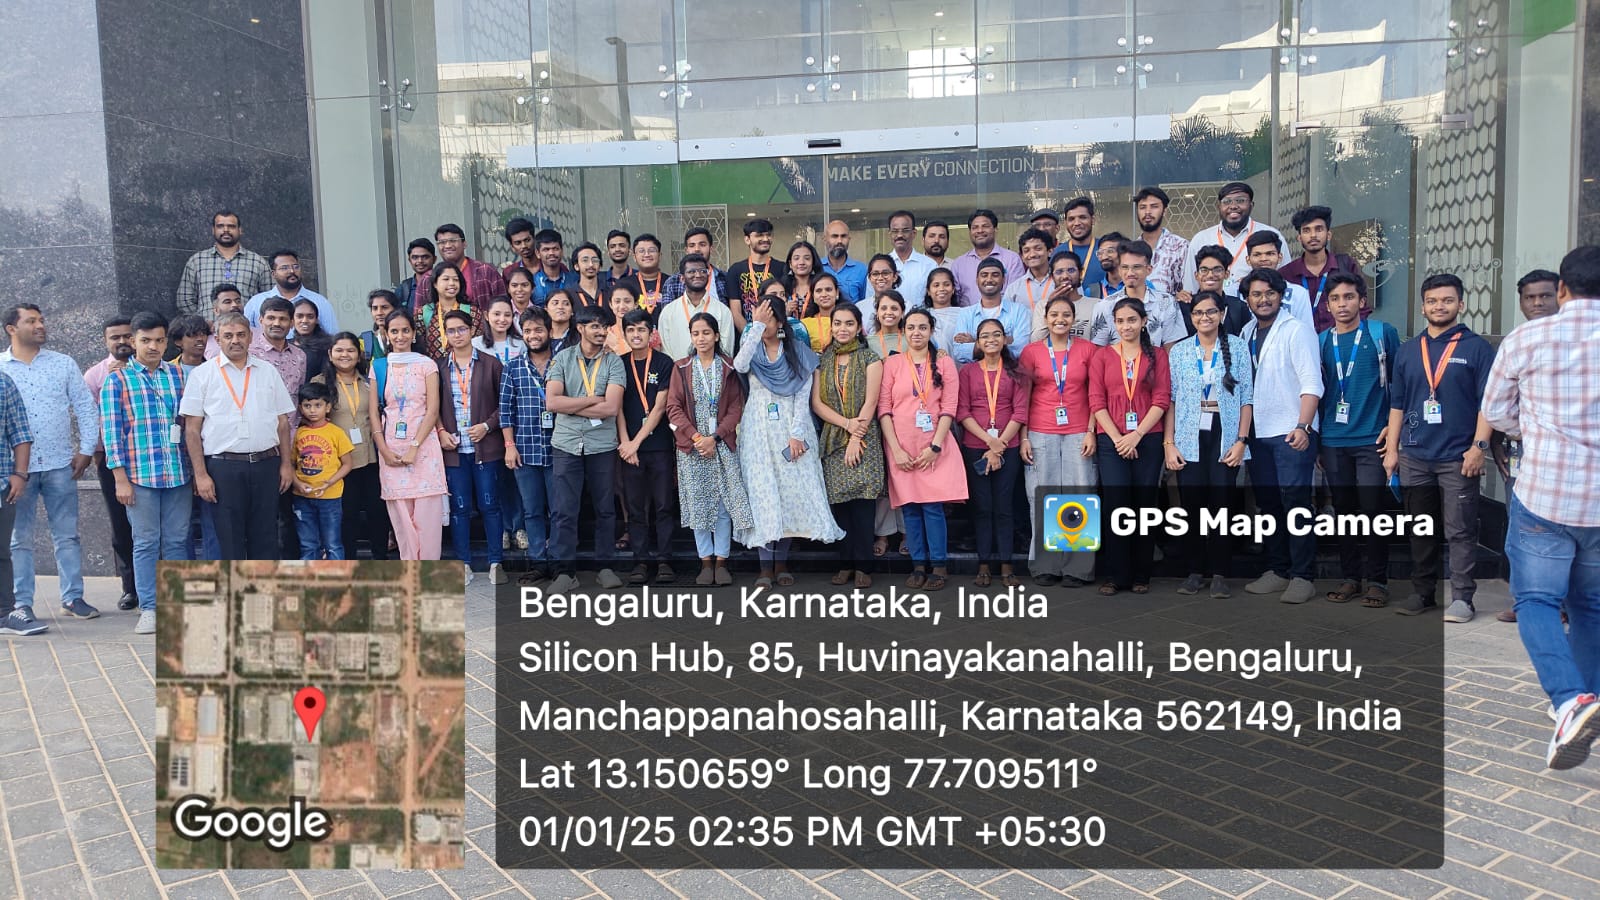 MAKE EVERY CONNECTION
GPS Map Camera
Bengaluru, Karnataka, India
Silicon Hub, 85, Huvinayakanahalli, Bengaluru,
Manchappanahosahalli, Karnataka 562149, India
Lat 13.150659° Long 77.709511°
01/01/25 02:35 PM GMT +05:30
Google